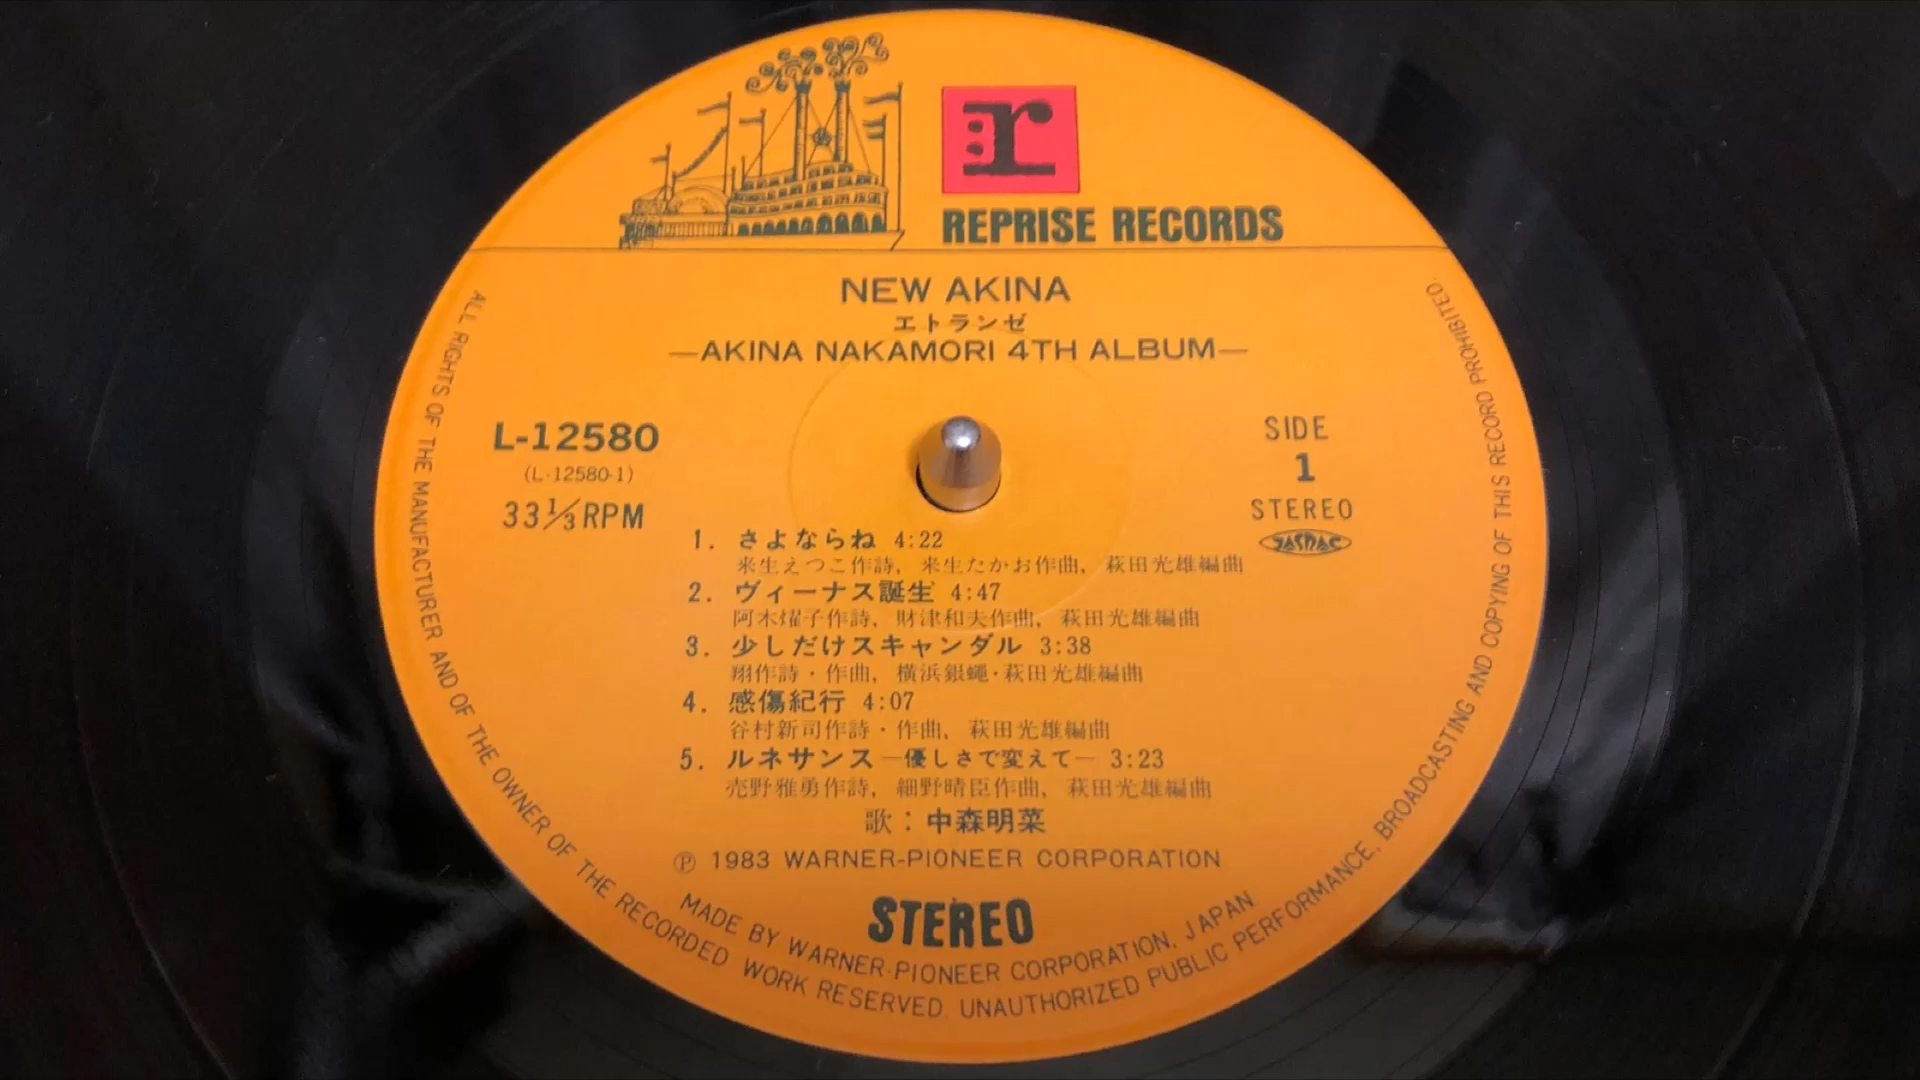 r:
REPRISE RECORDS
NEW AKINA
エトランゼ
—AKINA NAKAMORI 4TH ALBUM—
L-12580
(L-12580-1)
33 1/3 RPM
SIDE
1
STEREO
JASRAC
1. さよならね 4:22
来生えつこ作詩, 来生たかお作曲, 萩田光雄編曲
2. ヴィーナス誕生 4:47
阿木燿子作詩, 財津和夫作曲, 萩田光雄編曲
3. 少しだけスキャンダル 3:38
翔作詩・作曲, 横浜銀蠅・萩田光雄編曲
4. 感傷紀行 4:07
谷村新司作詩・作曲, 萩田光雄編曲
5. ルネサンス —優しさで変えて— 3:23
売野雅勇作詩, 細野晴臣作曲, 萩田光雄編曲
歌：中森明菜
Ⓟ 1983 WARNER-PIONEER CORPORATION
STEREO
MADE BY WARNER-PIONEER CORPORATION, JAPAN
ALL RIGHTS OF THE MANUFACTURER AND OF THE OWNER OF THE RECORDED WORK RESERVED. UNAUTHORIZED PUBLIC PERFORMANCE, BROADCASTING AND COPYING OF THIS RECORD PROHIBITED.